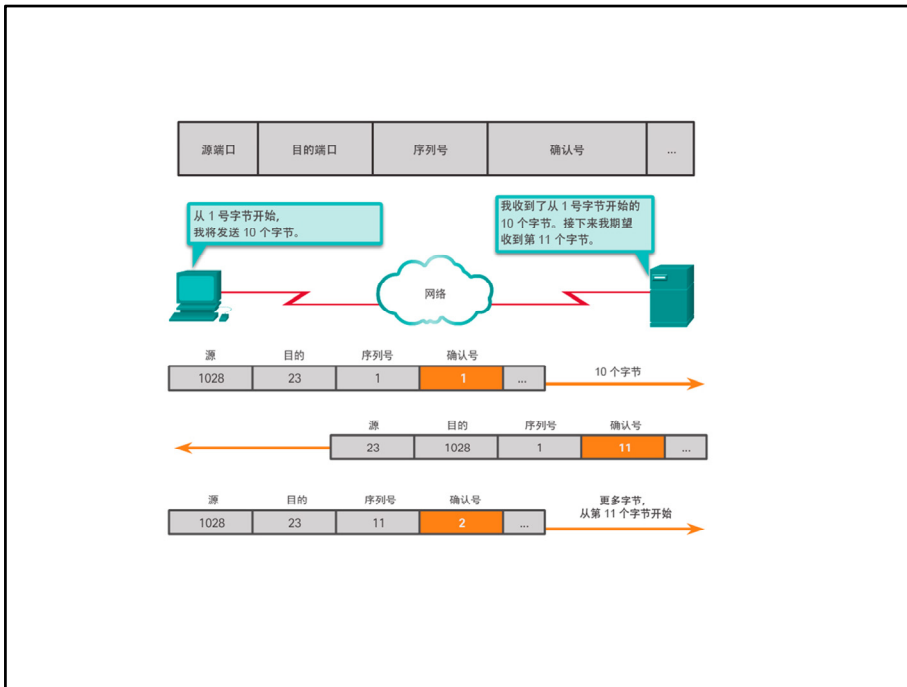 源端口 目的端口 序列号 确认号 ...
从 1 号字节开始,
我将发送 10 个字节。
我收到了从 1 号字节开始的
10 个字节。接下来我期望
收到第 11 个字节。
网络
源 目的 序列号 确认号
1028 23 1 1 ... 10 个字节
源 目的 序列号 确认号
23 1028 1 11 ...
源 目的 序列号 确认号
1028 23 11 2 ...
更多字节,
从第 11 个字节开始